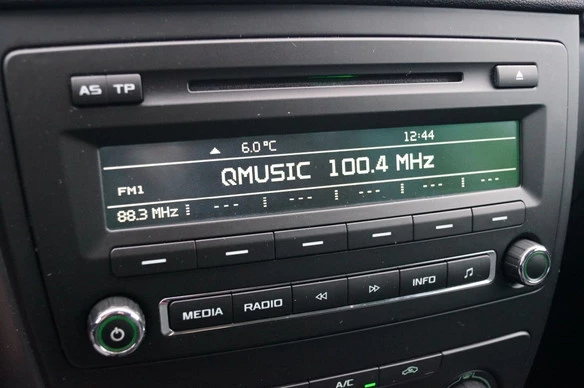 AS TP
6.0°C 12:44
QMUSIC 100.4 MHz
FM1
88.3 MHz --- --- --- --- ---
MEDIA RADIO INFO
A/C